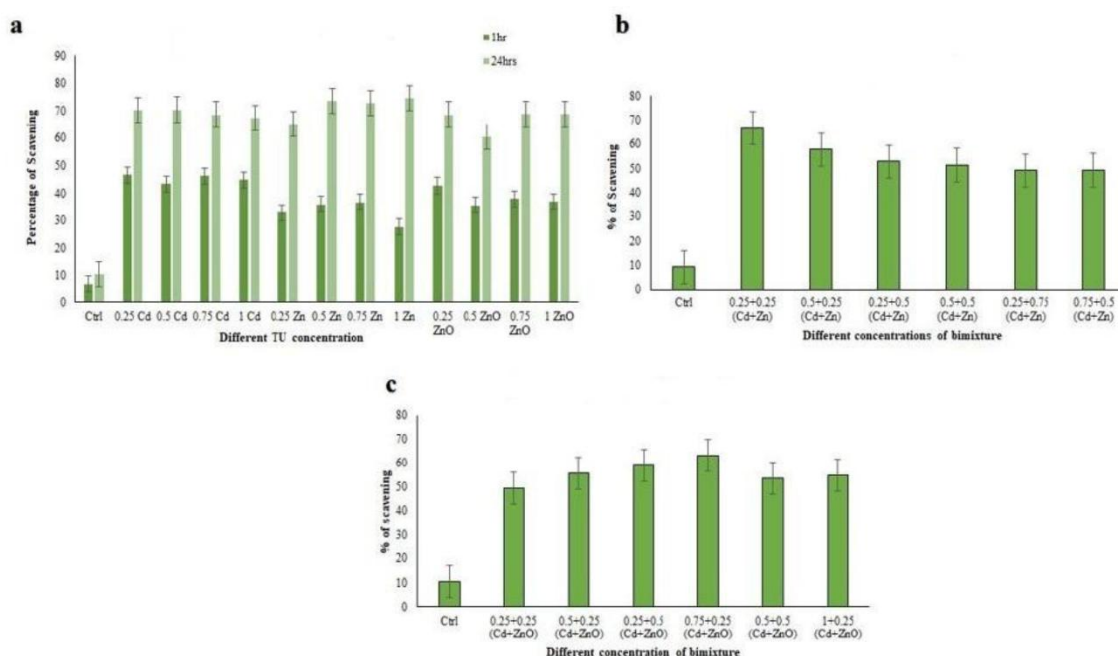 a
1hr
24hrs
Percentage of Scavening
90
80
70
60
50
40
30
20
10
0
Ctrl 0.25 Cd 0.5 Cd 0.75 Cd 1 Cd 0.25 Zn 0.5 Zn 0.75 Zn 1 Zn 0.25 0.5 ZnO 0.75 1 ZnO
ZnO ZnO
Different TU concentration
b
% of Scavening
80
70
60
50
40
30
20
10
0
Ctrl 0.25+0.25 0.5+0.25 0.25+0.5 0.5+0.5 0.25+0.75 0.75+0.5
(Cd+Zn) (Cd+Zn) (Cd+Zn) (Cd+Zn) (Cd+Zn) (Cd+Zn)
Different concentrations of bimixture
c
% of scavening
80
70
60
50
40
30
20
10
0
Ctrl 0.25+0.25 0.5+0.25 0.25+0.5 0.75+0.25 0.5+0.5 1+0.25
(Cd+ZnO) (Cd+ZnO) (Cd+ZnO) (Cd+ZnO) (Cd+ZnO) (Cd+ZnO)
Different concentration of bimixture